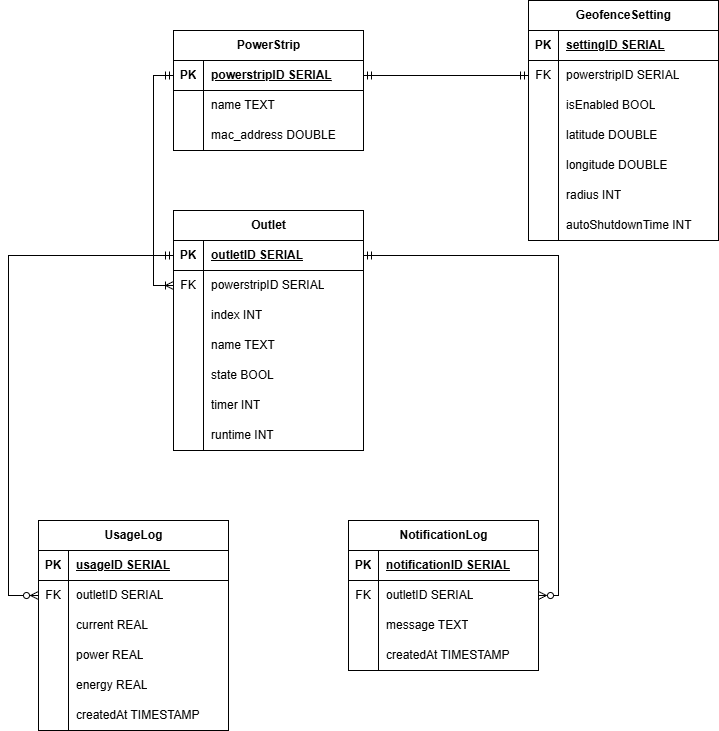 PowerStrip
PK powerstripID SERIAL
name TEXT
mac_address DOUBLE
GeofenceSetting
PK settingID SERIAL
FK powerstripID SERIAL
isEnabled BOOL
latitude DOUBLE
longitude DOUBLE
radius INT
autoShutdownTime INT
Outlet
PK outletID SERIAL
FK powerstripID SERIAL
index INT
name TEXT
state BOOL
timer INT
runtime INT
UsageLog
PK usageID SERIAL
FK outletID SERIAL
current REAL
power REAL
energy REAL
createdAt TIMESTAMP
NotificationLog
PK notificationID SERIAL
FK outletID SERIAL
message TEXT
createdAt TIMESTAMP